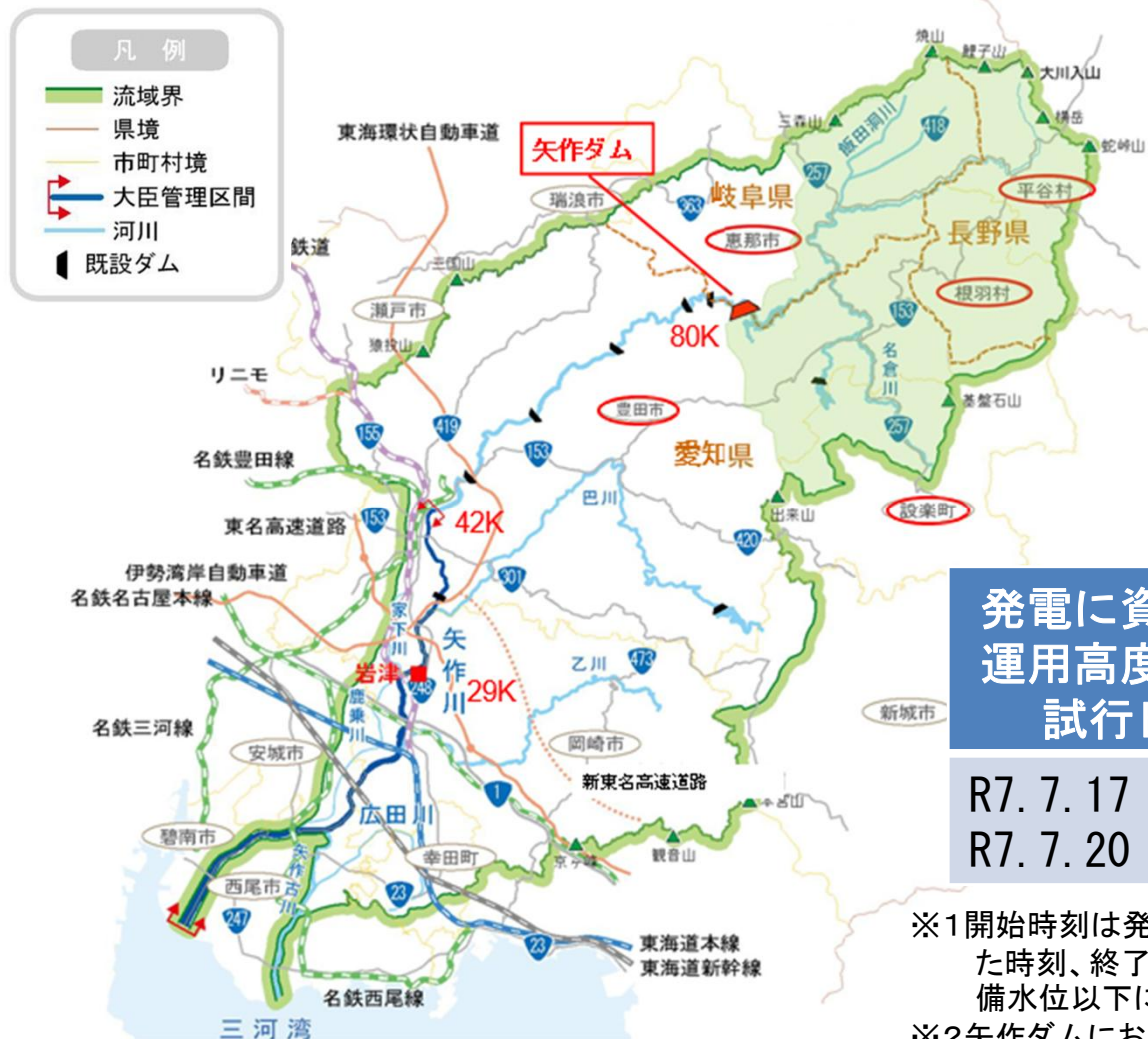 凡 例
流域界
県境
市町村境
大臣管理区間
河川
既設ダム
焼山
鯉子山
大川入山
横岳
蛇峠山
三森山
飯田洞川
418
257
東海環状自動車道
矢作ダム
瑞浪市
363
岐阜県
恵那市
平谷村
長野県
根羽村
153
鉄道
三国山
瀬戸市
猿投山
80K
名倉川
碁盤石山
257
リニモ
155
419
豊田市
愛知県
153
名鉄豊田線
巴川
出来山
設楽町
東名高速道路
153
42K
420
伊勢湾岸自動車道
名鉄名古屋本線
301
家下川
矢作川
岩津
248
29K
乙川
473
鹿乗川
名鉄三河線
安城市
岡崎市
新城市
新東名高速道路
1
広田川
碧南市
京ヶ峰
観音山
幸田町
矢作古川
西尾市
23
247
23
東海道本線
東海道新幹線
名鉄西尾線
三河湾
発電に資
運用高度
試行
R7.7.17
R7.7.20
※1開始時刻は発
た時刻、終了
備水位以下に
※2矢作ダムにお